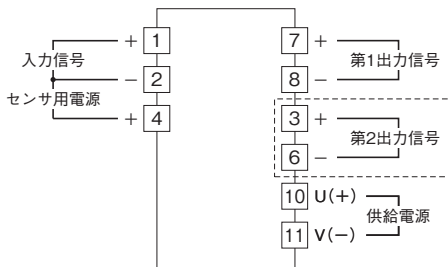 + 1
入力信号
− 2
センサ用電源
+ 4
7 +
第1出力信号
8 −
3 +
第2出力信号
6 −
10 U(+)
供給電源
11 V(−)